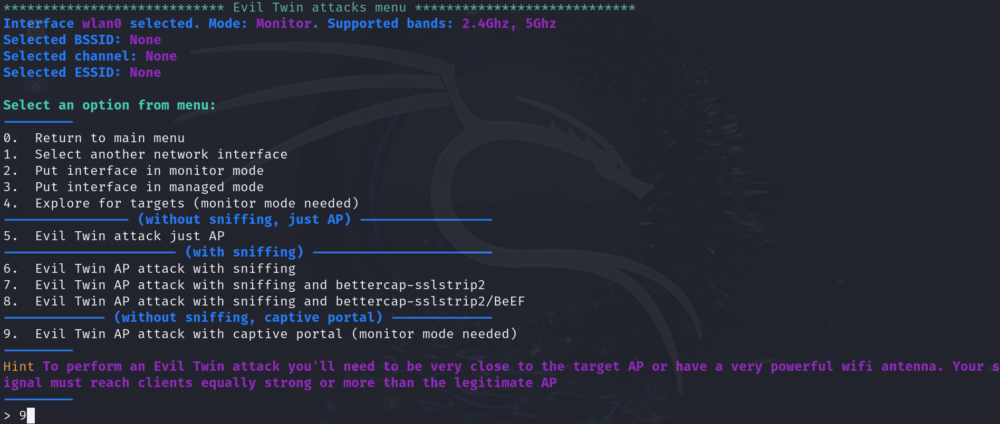 **************************** Evil Twin attacks menu ****************************
Interface wlan0 selected. Mode: Monitor. Supported bands: 2.4Ghz, 5Ghz
Selected BSSID: None
Selected channel: None
Selected ESSID: None
Select an option from menu:
---------
0.  Return to main menu
1.  Select another network interface
2.  Put interface in monitor mode
3.  Put interface in managed mode
4.  Explore for targets (monitor mode needed)
---------------- (without sniffing, just AP) -----------------
5.  Evil Twin attack just AP
---------------------- (with sniffing) -----------------------
6.  Evil Twin AP attack with sniffing
7.  Evil Twin AP attack with sniffing and bettercap-sslstrip2
8.  Evil Twin AP attack with sniffing and bettercap-sslstrip2/BeEF
------------- (without sniffing, captive portal) -------------
9.  Evil Twin AP attack with captive portal (monitor mode needed)
---------
Hint To perform an Evil Twin attack you'll need to be very close to the target AP or have a very powerful wifi antenna. Your s
ignal must reach clients equally strong or more than the legitimate AP
---------
> 9